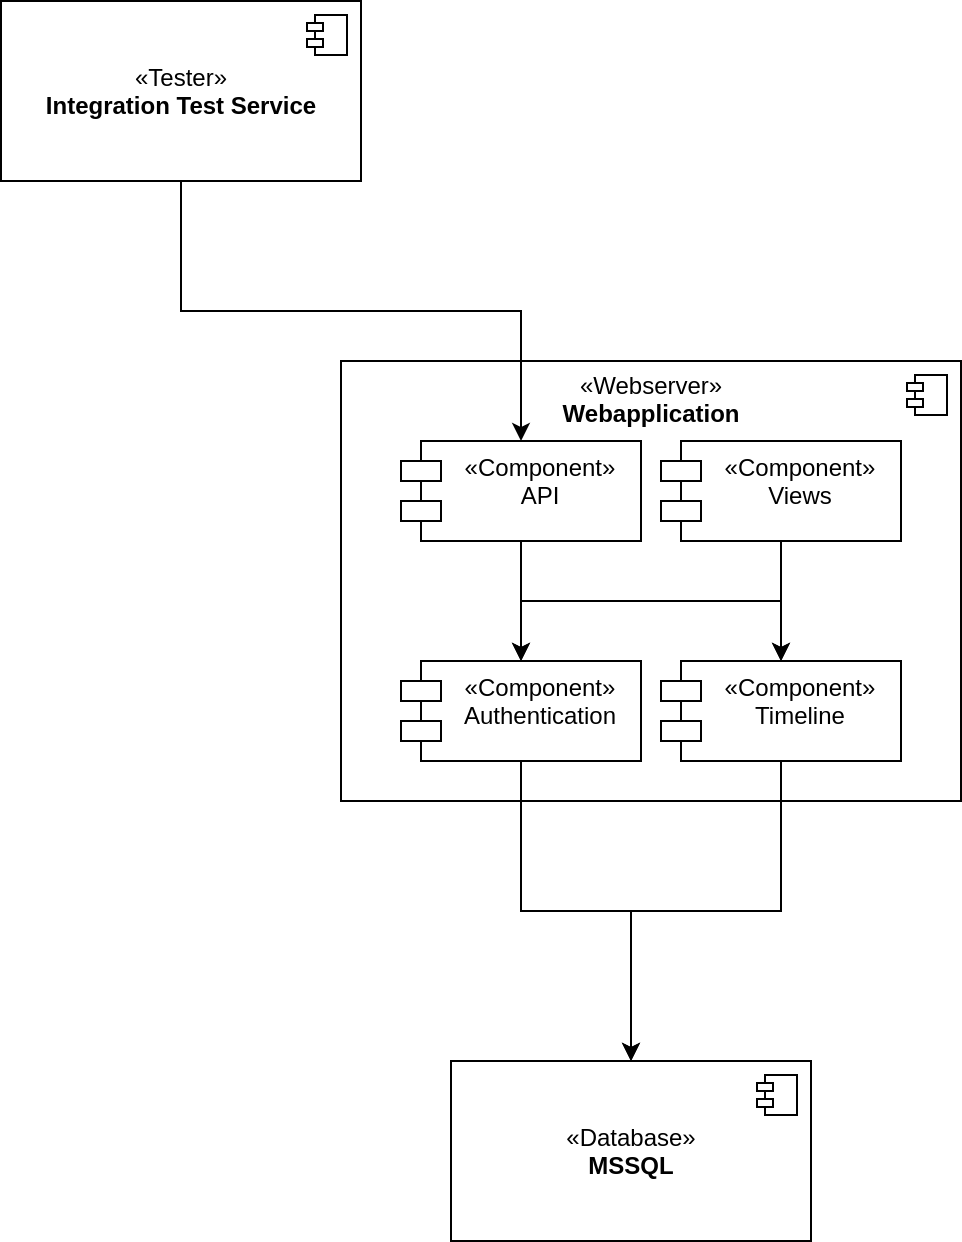 «Tester»
Integration Test Service
«Webserver»
Webapplication
«Component»
API
«Component»
Views
«Component»
Authentication
«Component»
Timeline
«Database»
MSSQL